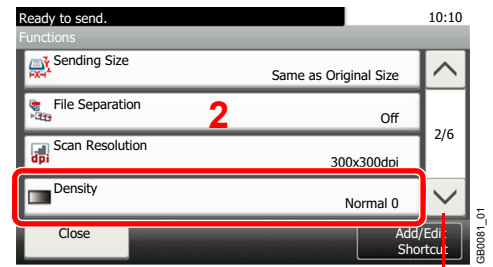 Ready to send.
10:10
Functions
Sending Size
Same as Original Size
File Separation
2
Off
2/6
dpi
Scan Resolution
300x300dpi
Density
Normal 0
Close
Add/Edit
Shortcut
GB0081_01